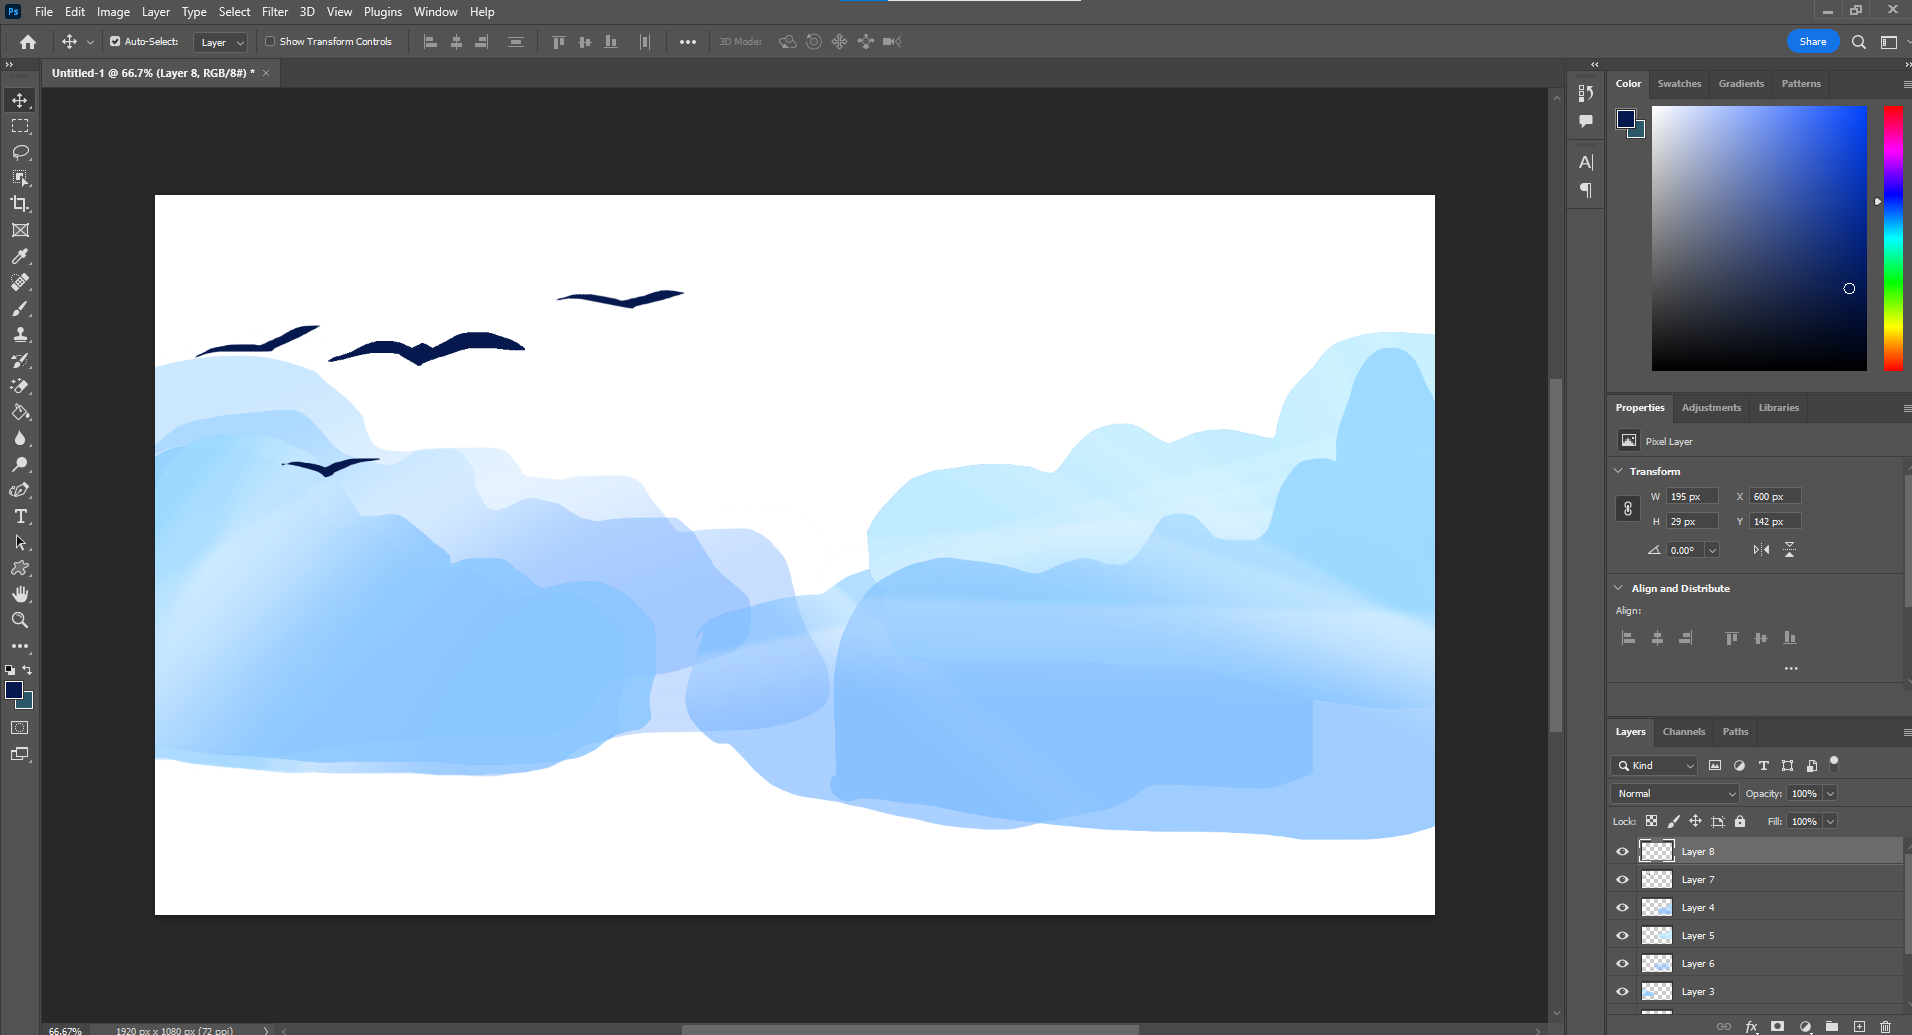 Ps File Edit Image Layer Type Select Filter 3D View Plugins Window Help
Auto-Select: Layer Show Transform Controls 3D Mode: Share
Untitled-1 @ 66.7% (Layer 8, RGB/8#) *
Color Swatches Gradients Patterns
Properties Adjustments Libraries
Pixel Layer
Transform
W 195 px X 600 px
H 29 px Y 142 px
0.00°
Align and Distribute
Align:
Layers Channels Paths
Kind
Normal Opacity: 100%
Lock: Fill: 100%
Layer 8
Layer 7
Layer 4
Layer 5
Layer 6
Layer 3
66.67% 1920 px x 1080 px (72 ppi)